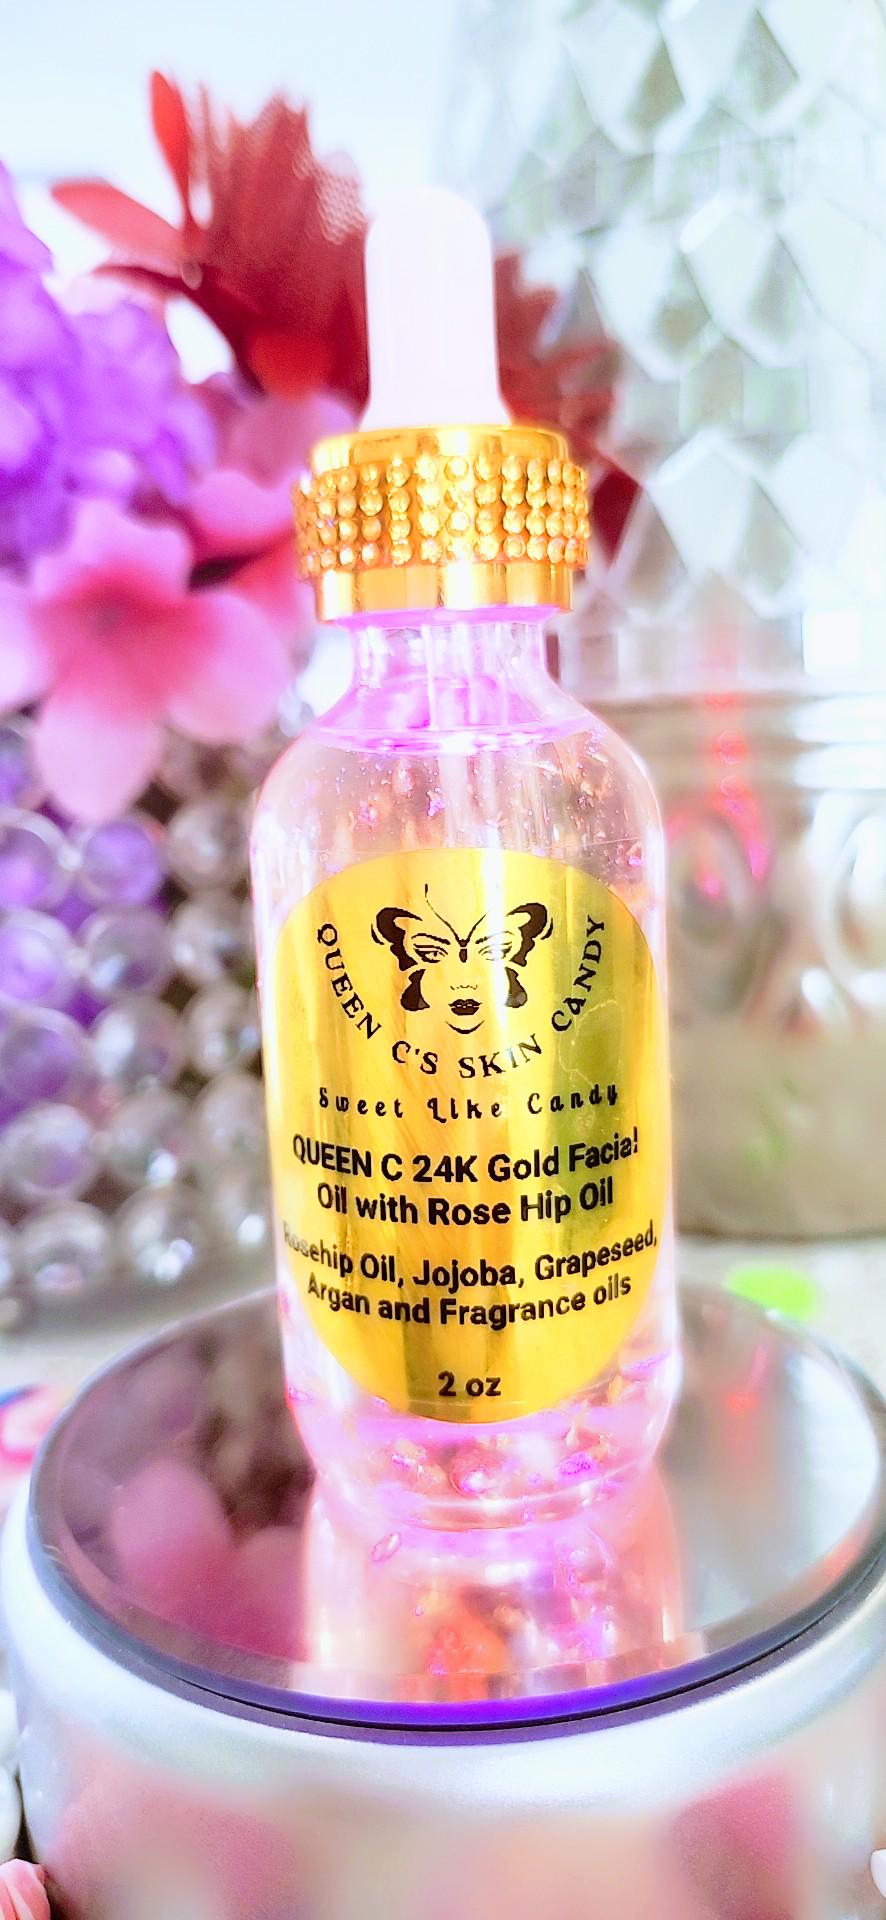 QUEEN C'S SKIN CANDY
Sweet Like Candy
QUEEN C 24K Gold Facial
Oil with Rose Hip Oil
Rosehip Oil, Jojoba, Grapeseed,
Argan and Fragrance oils
2 oz